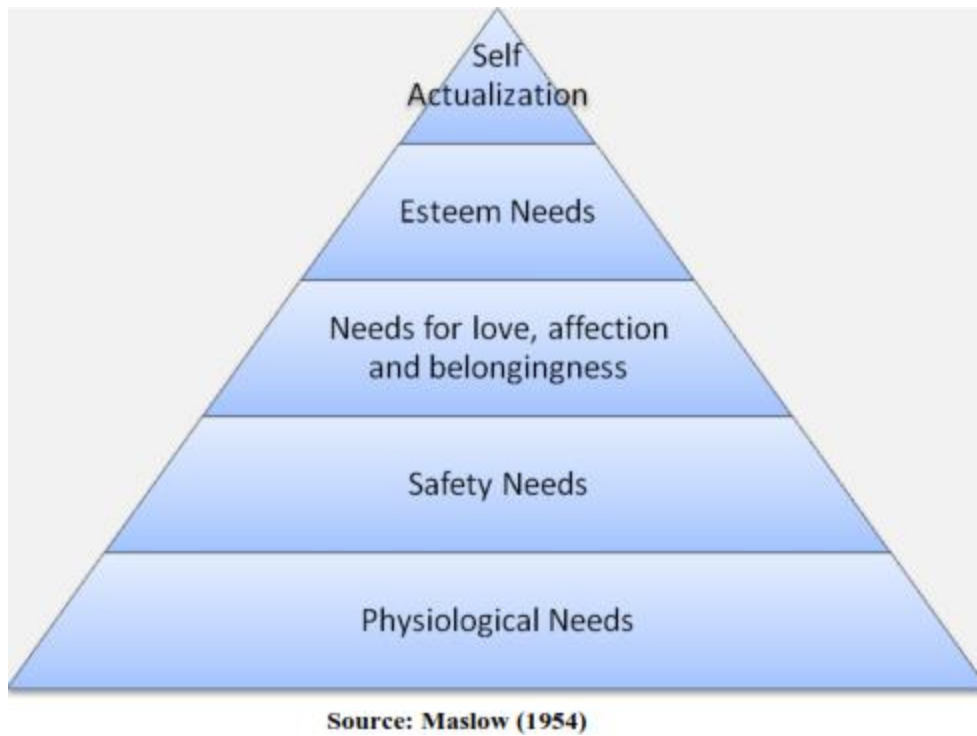 Self
Actualization
Esteem Needs
Needs for love, affection
and belongingness
Safety Needs
Physiological Needs
Source: Maslow (1954)